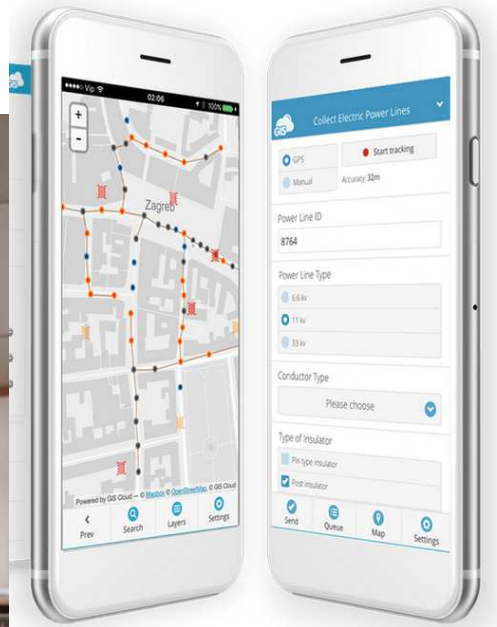 Vip
02:06
100%
+
-
Zagreb
Powered by GIS Cloud — © Mapbox © OpenStreetMap, © GIS Cloud
Prev
Search
Layers
Settings
GIS
Collect Electric Power Lines
GPS
Start tracking
Manual
Accuracy: 32m
Power Line ID
8764
Power Line Type
6.6 kv
11 kv
33 kv
Conductor Type
Please choose
Type of Insulator
Pin type insulator
Post insulator
Send
Queue
Map
Settings